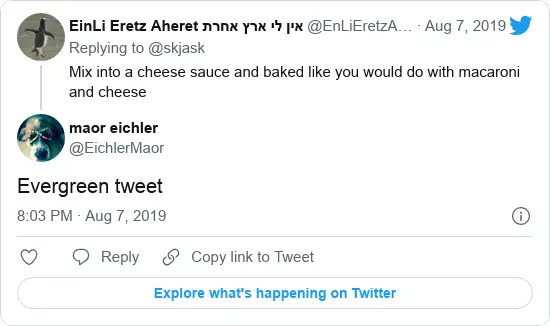 EinLi Eretz Aheret אין לי ארץ אחרת @EnLiEretzA… · Aug 7, 2019
Replying to @skjask
Mix into a cheese sauce and baked like you would do with macaroni
and cheese
maor eichler
@EichlerMaor
Evergreen tweet
8:03 PM · Aug 7, 2019
Reply
Copy link to Tweet
Explore what's happening on Twitter